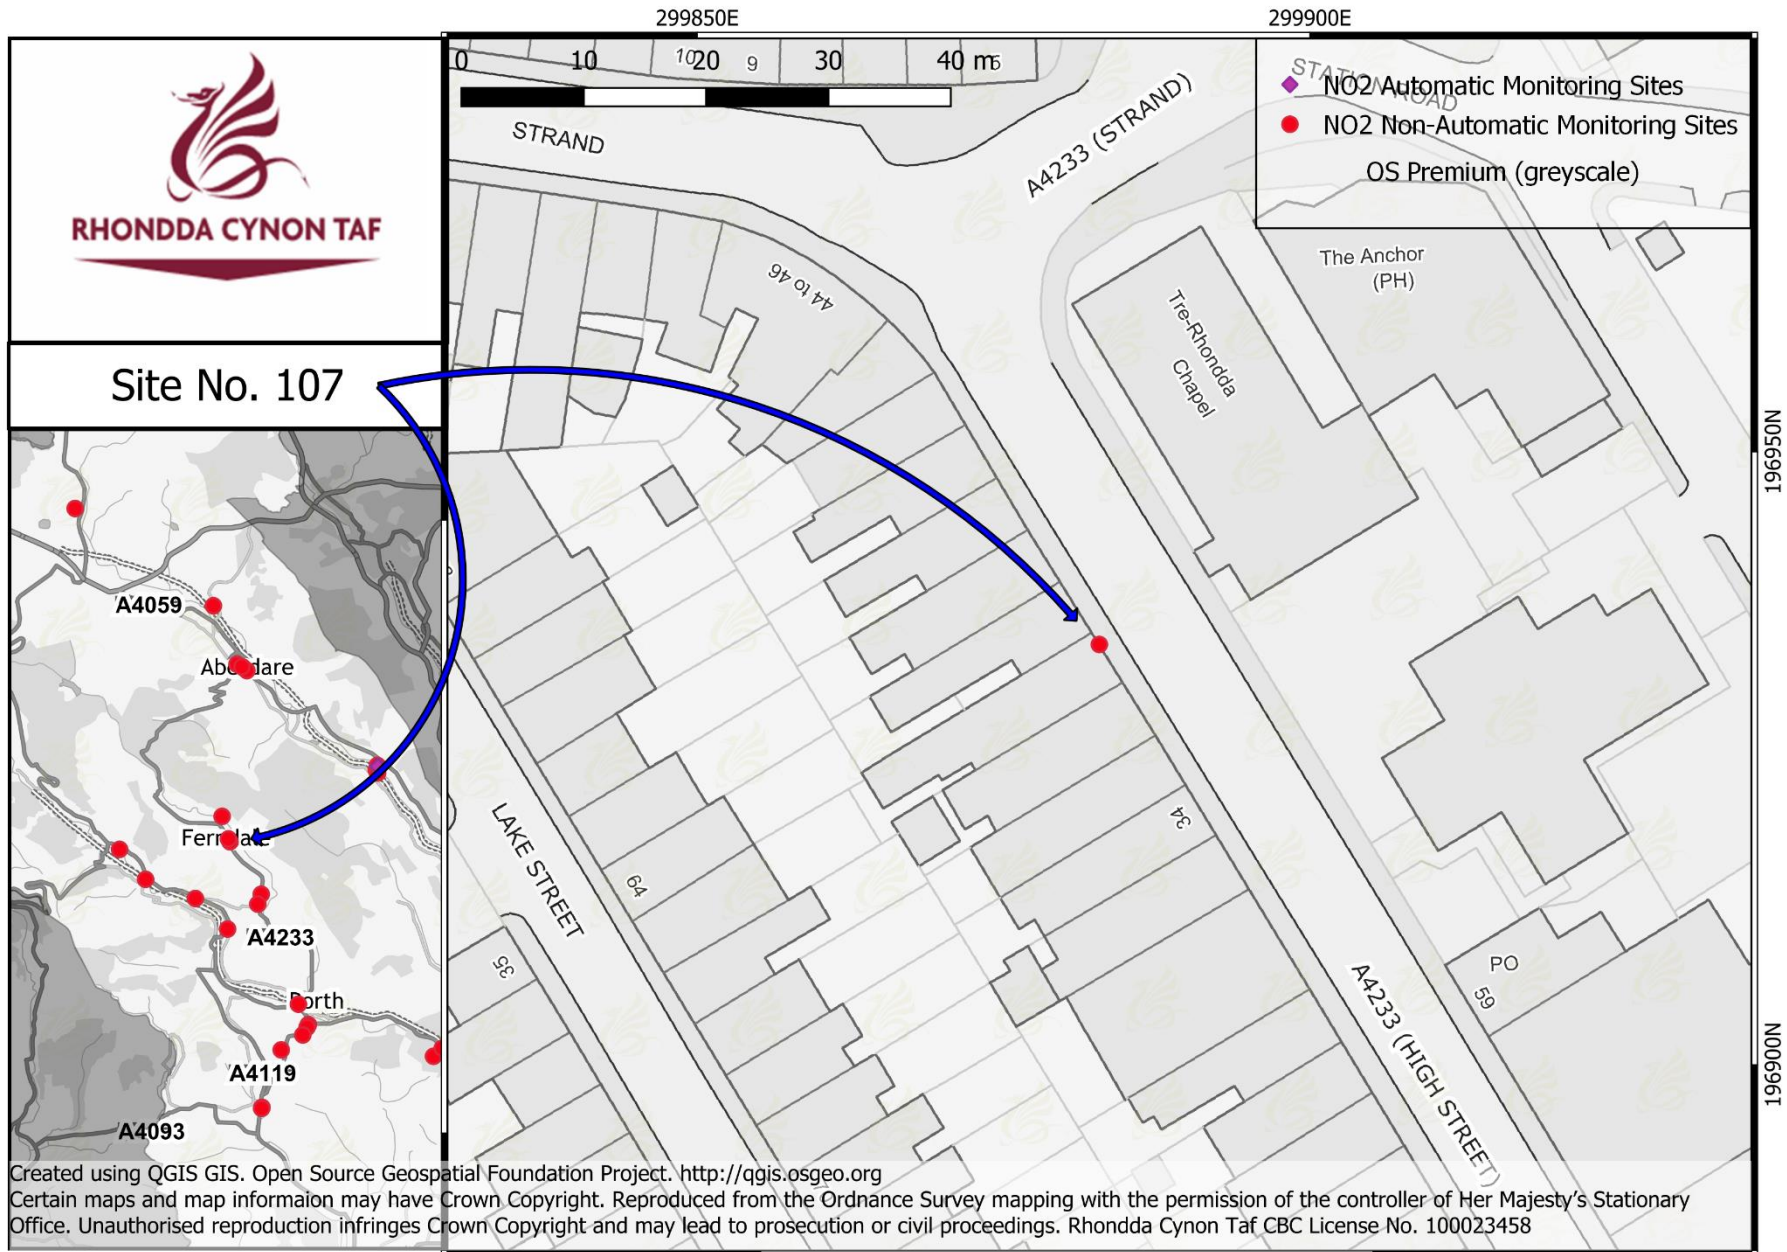 299850E
299900E
RHONDDA CYNON TAF
Site No. 107
0 10 20 30 40 m
10
9
STRAND
A4233 (STRAND)
STATION ROAD
NO2 Automatic Monitoring Sites
NO2 Non-Automatic Monitoring Sites
OS Premium (greyscale)
The Anchor
(PH)
44 to 46
Tre-Rhondda
Chapel
196950N
A4059
Aberdare
Ferndale
A4233
Porth
A4119
A4093
LAKE STREET
64
35
34
PO
59
A4233 (HIGH STREET)
196900N
Created using QGIS GIS. Open Source Geospatial Foundation Project. http://qgis.osgeo.org
Certain maps and map informaion may have Crown Copyright. Reproduced from the Ordnance Survey mapping with the permission of the controller of Her Majesty's Stationary
Office. Unauthorised reproduction infringes Crown Copyright and may lead to prosecution or civil proceedings. Rhondda Cynon Taf CBC License No. 100023458